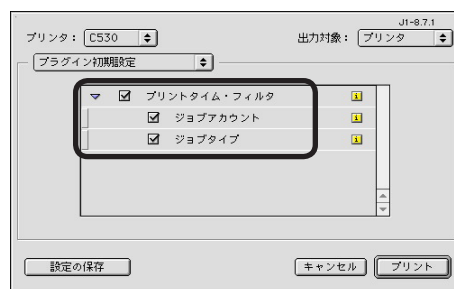 J1-8.7.1
プリンタ： C530 出力対象： プリンタ
プラグイン初期設定
プリントタイム・フィルタ
ジョブアカウント
ジョブタイプ
設定の保存 キャンセル プリント